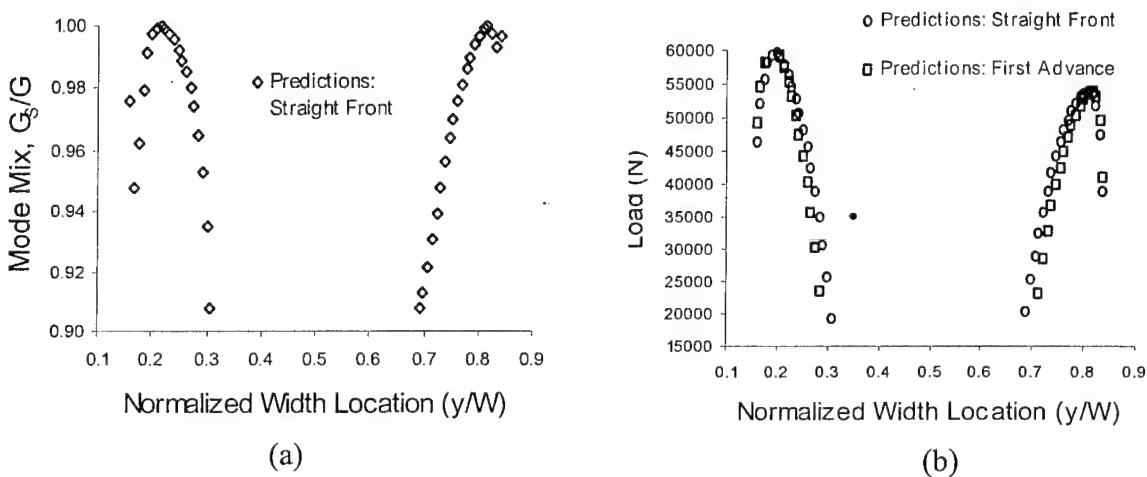 1.00
0.98
0.96
0.94
0.92
0.90
Mode Mix, G_S/G
◇ Predictions:
Straight Front
0.1 0.2 0.3 0.4 0.5 0.6 0.7 0.8 0.9
Normalized Width Location (y/W)
(a)
○ Predictions: Straight Front
□ Predictions: First Advance
60000
55000
50000
45000
40000
35000
30000
25000
20000
15000
Load (N)
0.1 0.2 0.3 0.4 0.5 0.6 0.7 0.8 0.9
Normalized Width Location (y/W)
(b)